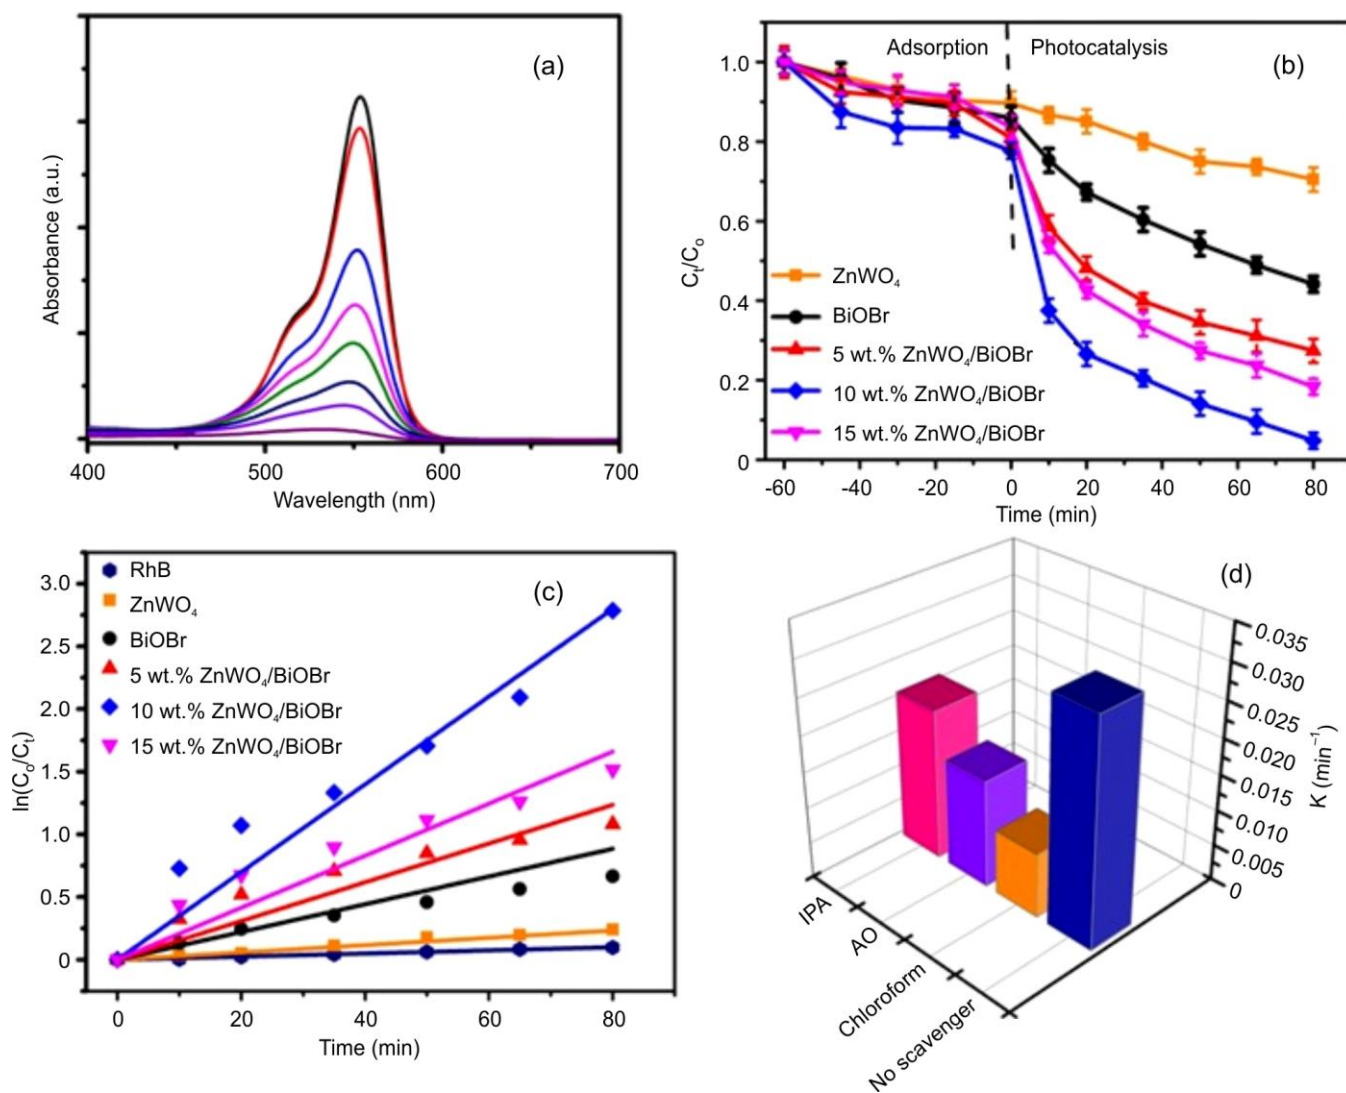 (a)
Absorbance (a.u.)
400 500 600 700
Wavelength (nm)
(b)
Adsorption Photocatalysis
1.0
0.8
0.6
0.4
0.2
0
Cₜ/Cₒ
ZnWO₄
BiOBr
5 wt.% ZnWO₄/BiOBr
10 wt.% ZnWO₄/BiOBr
15 wt.% ZnWO₄/BiOBr
-60 -40 -20 0 20 40 60 80
Time (min)
(c)
RhB
ZnWO₄
BiOBr
5 wt.% ZnWO₄/BiOBr
10 wt.% ZnWO₄/BiOBr
15 wt.% ZnWO₄/BiOBr
3.0
2.5
2.0
1.5
1.0
0.5
0
ln(Cₒ/Cₜ)
0 20 40 60 80
Time (min)
(d)
0.035
0.030
0.025
0.020
0.015
0.010
0.005
0
K (min⁻¹)
IPA
AO
Chloroform
No scavenger